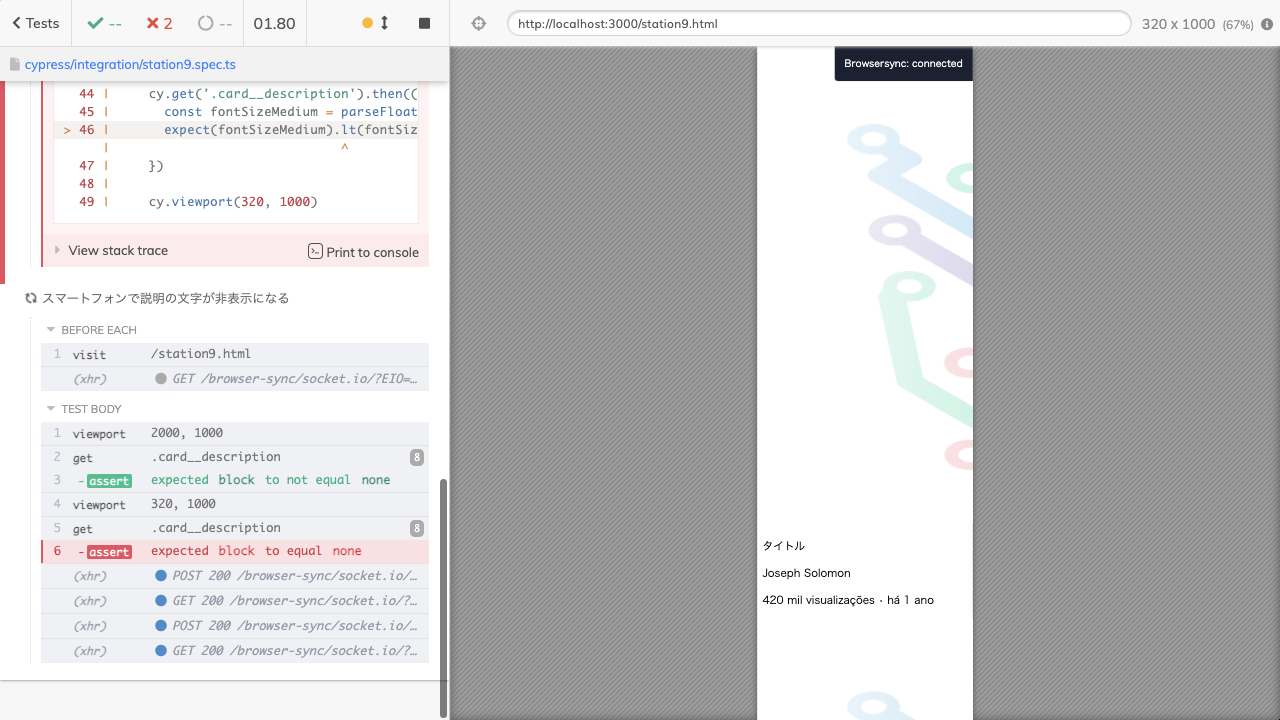 Tests
--
2
--
01.80
http://localhost:3000/station9.html
320 x 1000 (67%)
cypress/integration/station9.spec.ts
44 | cy.get('.card__description').then((
45 | const fontSizeMedium = parseFloat
> 46 | expect(fontSizeMedium).lt(fontSiz
| ^
47 | })
48 |
49 | cy.viewport(320, 1000)
View stack trace
Print to console
スマートフォンで説明の文字が非表示になる
BEFORE EACH
1 visit /station9.html
(xhr) GET /browser-sync/socket.io/?EIO=…
TEST BODY
1 viewport 2000, 1000
2 get .card__description 8
3 -assert expected block to not equal none
4 viewport 320, 1000
5 get .card__description 8
6 -assert expected block to equal none
(xhr) POST 200 /browser-sync/socket.io/…
(xhr) GET 200 /browser-sync/socket.io/?…
(xhr) POST 200 /browser-sync/socket.io/…
(xhr) GET 200 /browser-sync/socket.io/?…
Browsersync: connected
タイトル
Joseph Solomon
420 mil visualizações · há 1 ano